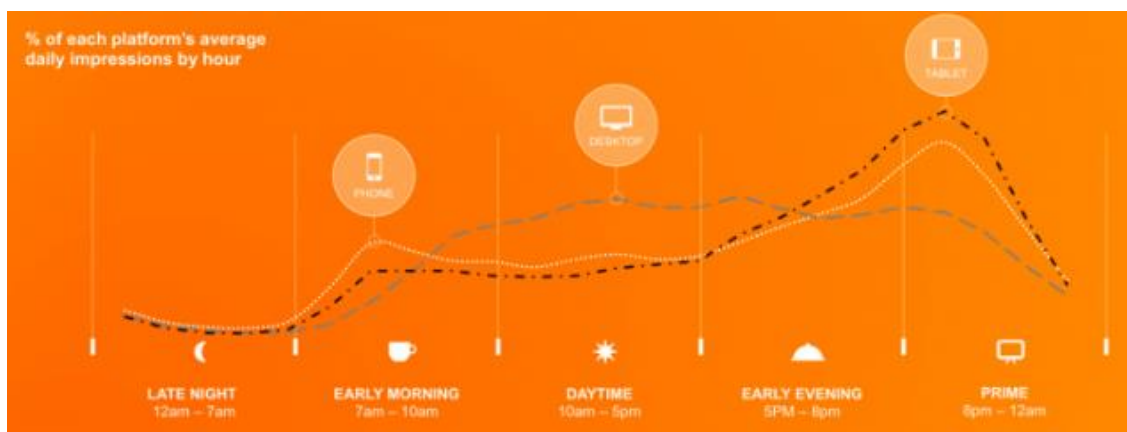 % of each platform's average
daily impressions by hour
TABLET
DESKTOP
PHONE
LATE NIGHT
12am – 7am
EARLY MORNING
7am – 10am
DAYTIME
10am – 5pm
EARLY EVENING
5PM – 8pm
PRIME
8pm – 12am